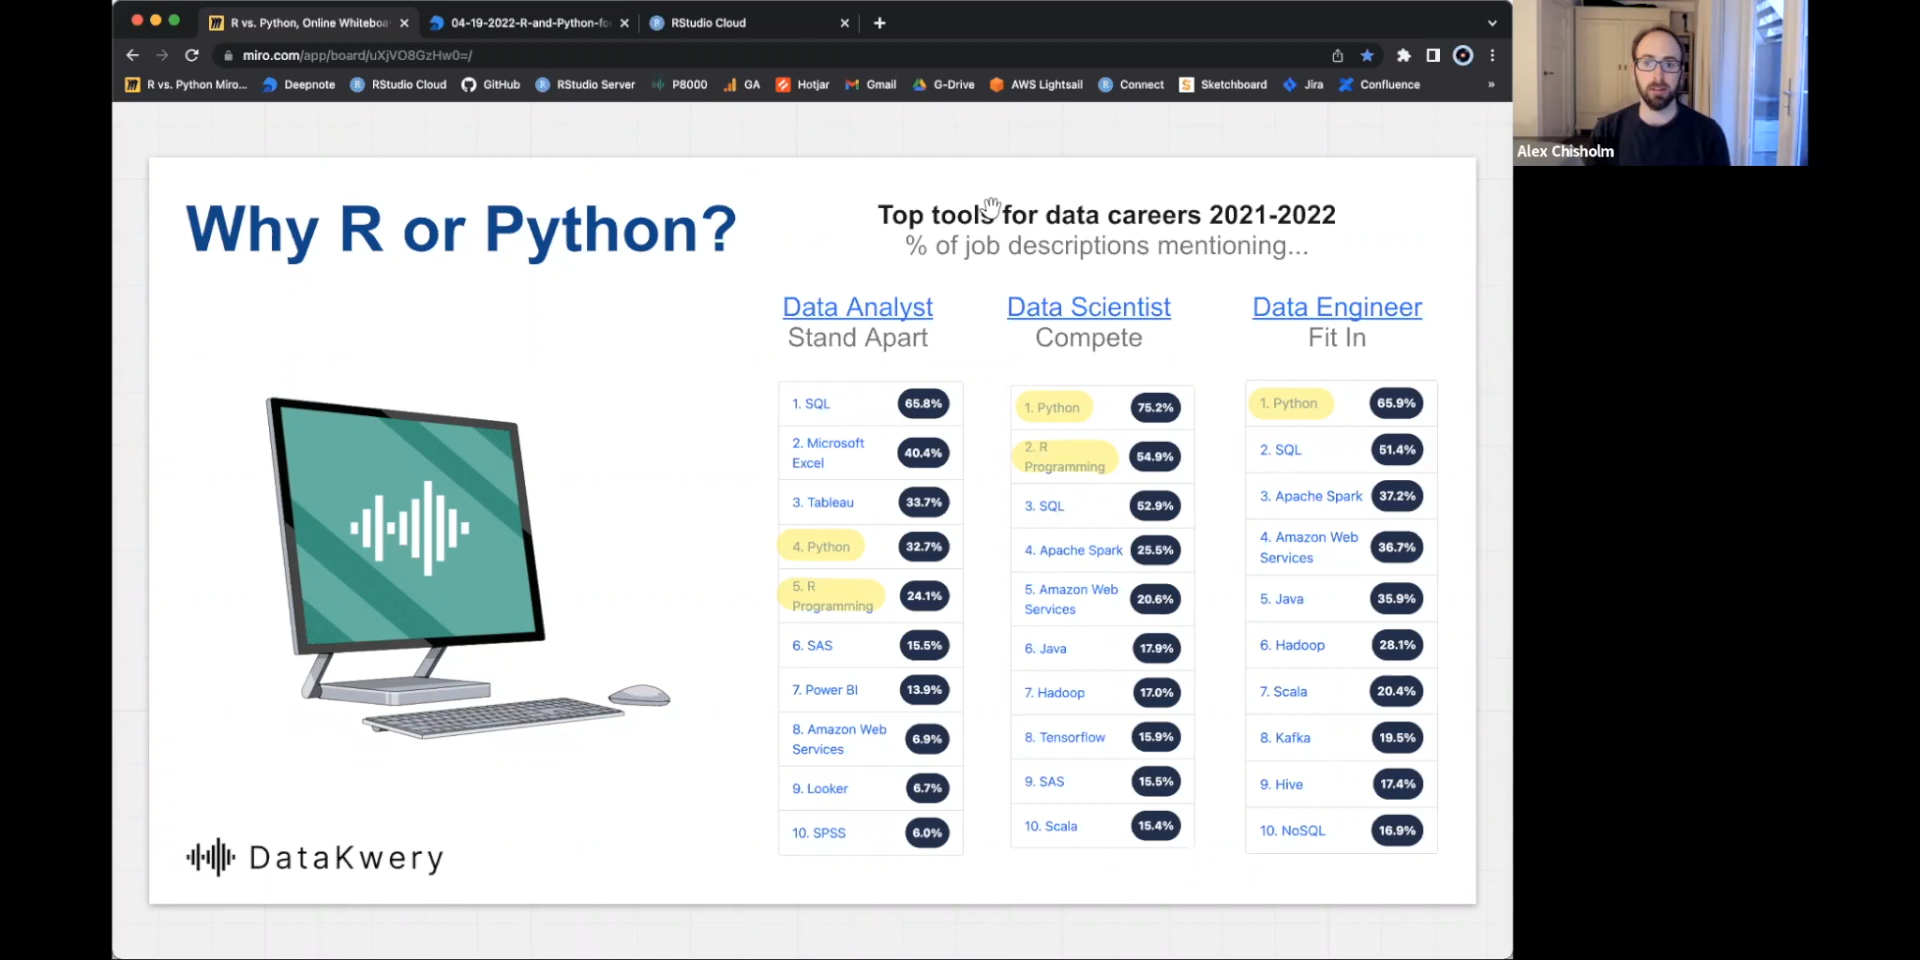 R vs. Python, Online Whiteboa
04-19-2022-R-and-Python-fo
RStudio Cloud
miro.com/app/board/uXjVO8GzHw0=/
R vs. Python Miro...
Deepnote
RStudio Cloud
GitHub
RStudio Server
P8000
GA
Hotjar
Gmail
G-Drive
AWS Lightsail
Connect
Sketchboard
Jira
Confluence
»
Alex Chisholm
Why R or Python?
Top tools for data careers 2021-2022
% of job descriptions mentioning...
Data Analyst
Stand Apart
1. SQL 65.8%
2. Microsoft
Excel 40.4%
3. Tableau 33.7%
4. Python 32.7%
5. R
Programming 24.1%
6. SAS 15.5%
7. Power BI 13.9%
8. Amazon Web
Services 6.9%
9. Looker 6.7%
10. SPSS 6.0%
Data Scientist
Compete
1. Python 75.2%
2. R
Programming 54.9%
3. SQL 52.9%
4. Apache Spark 25.5%
5. Amazon Web
Services 20.6%
6. Java 17.9%
7. Hadoop 17.0%
8. Tensorflow 15.9%
9. SAS 15.5%
10. Scala 15.4%
Data Engineer
Fit In
1. Python 65.9%
2. SQL 51.4%
3. Apache Spark 37.2%
4. Amazon Web
Services 36.7%
5. Java 35.9%
6. Hadoop 28.1%
7. Scala 20.4%
8. Kafka 19.5%
9. Hive 17.4%
10. NoSQL 16.9%
DataKwery